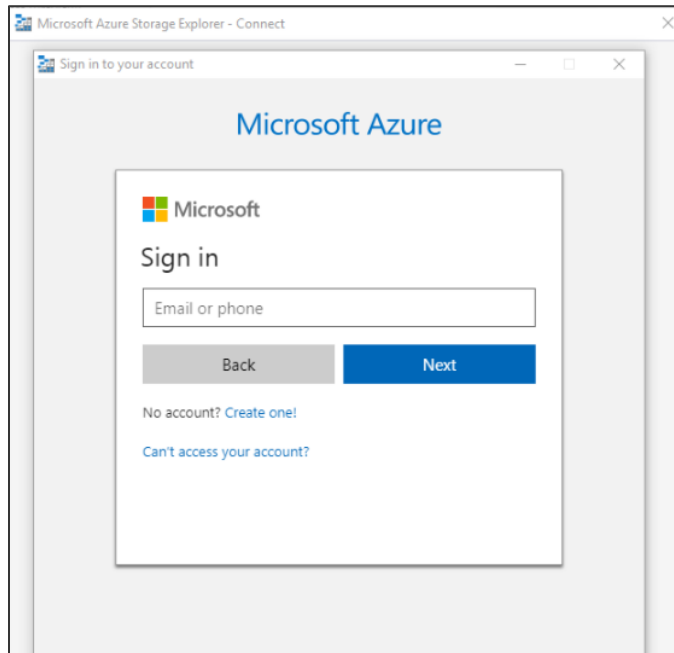 Microsoft Azure Storage Explorer - Connect
Sign in to your account
Microsoft Azure
Microsoft
Sign in
Email or phone
Back Next
No account? Create one!
Can't access your account?